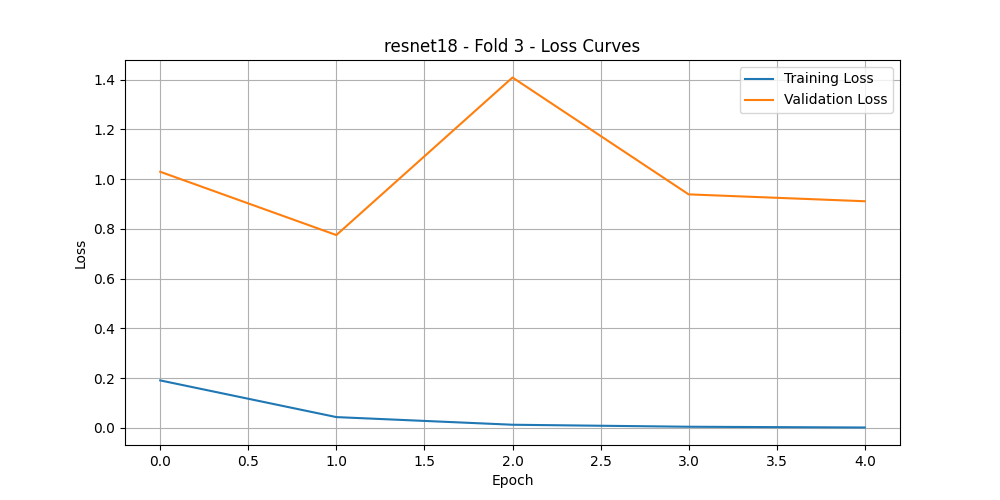 resnet18 - Fold 3 - Loss Curves
Training Loss
Validation Loss
1.4
1.2
1.0
0.8
0.6
0.4
0.2
0.0
Loss
0.0 0.5 1.0 1.5 2.0 2.5 3.0 3.5 4.0
Epoch